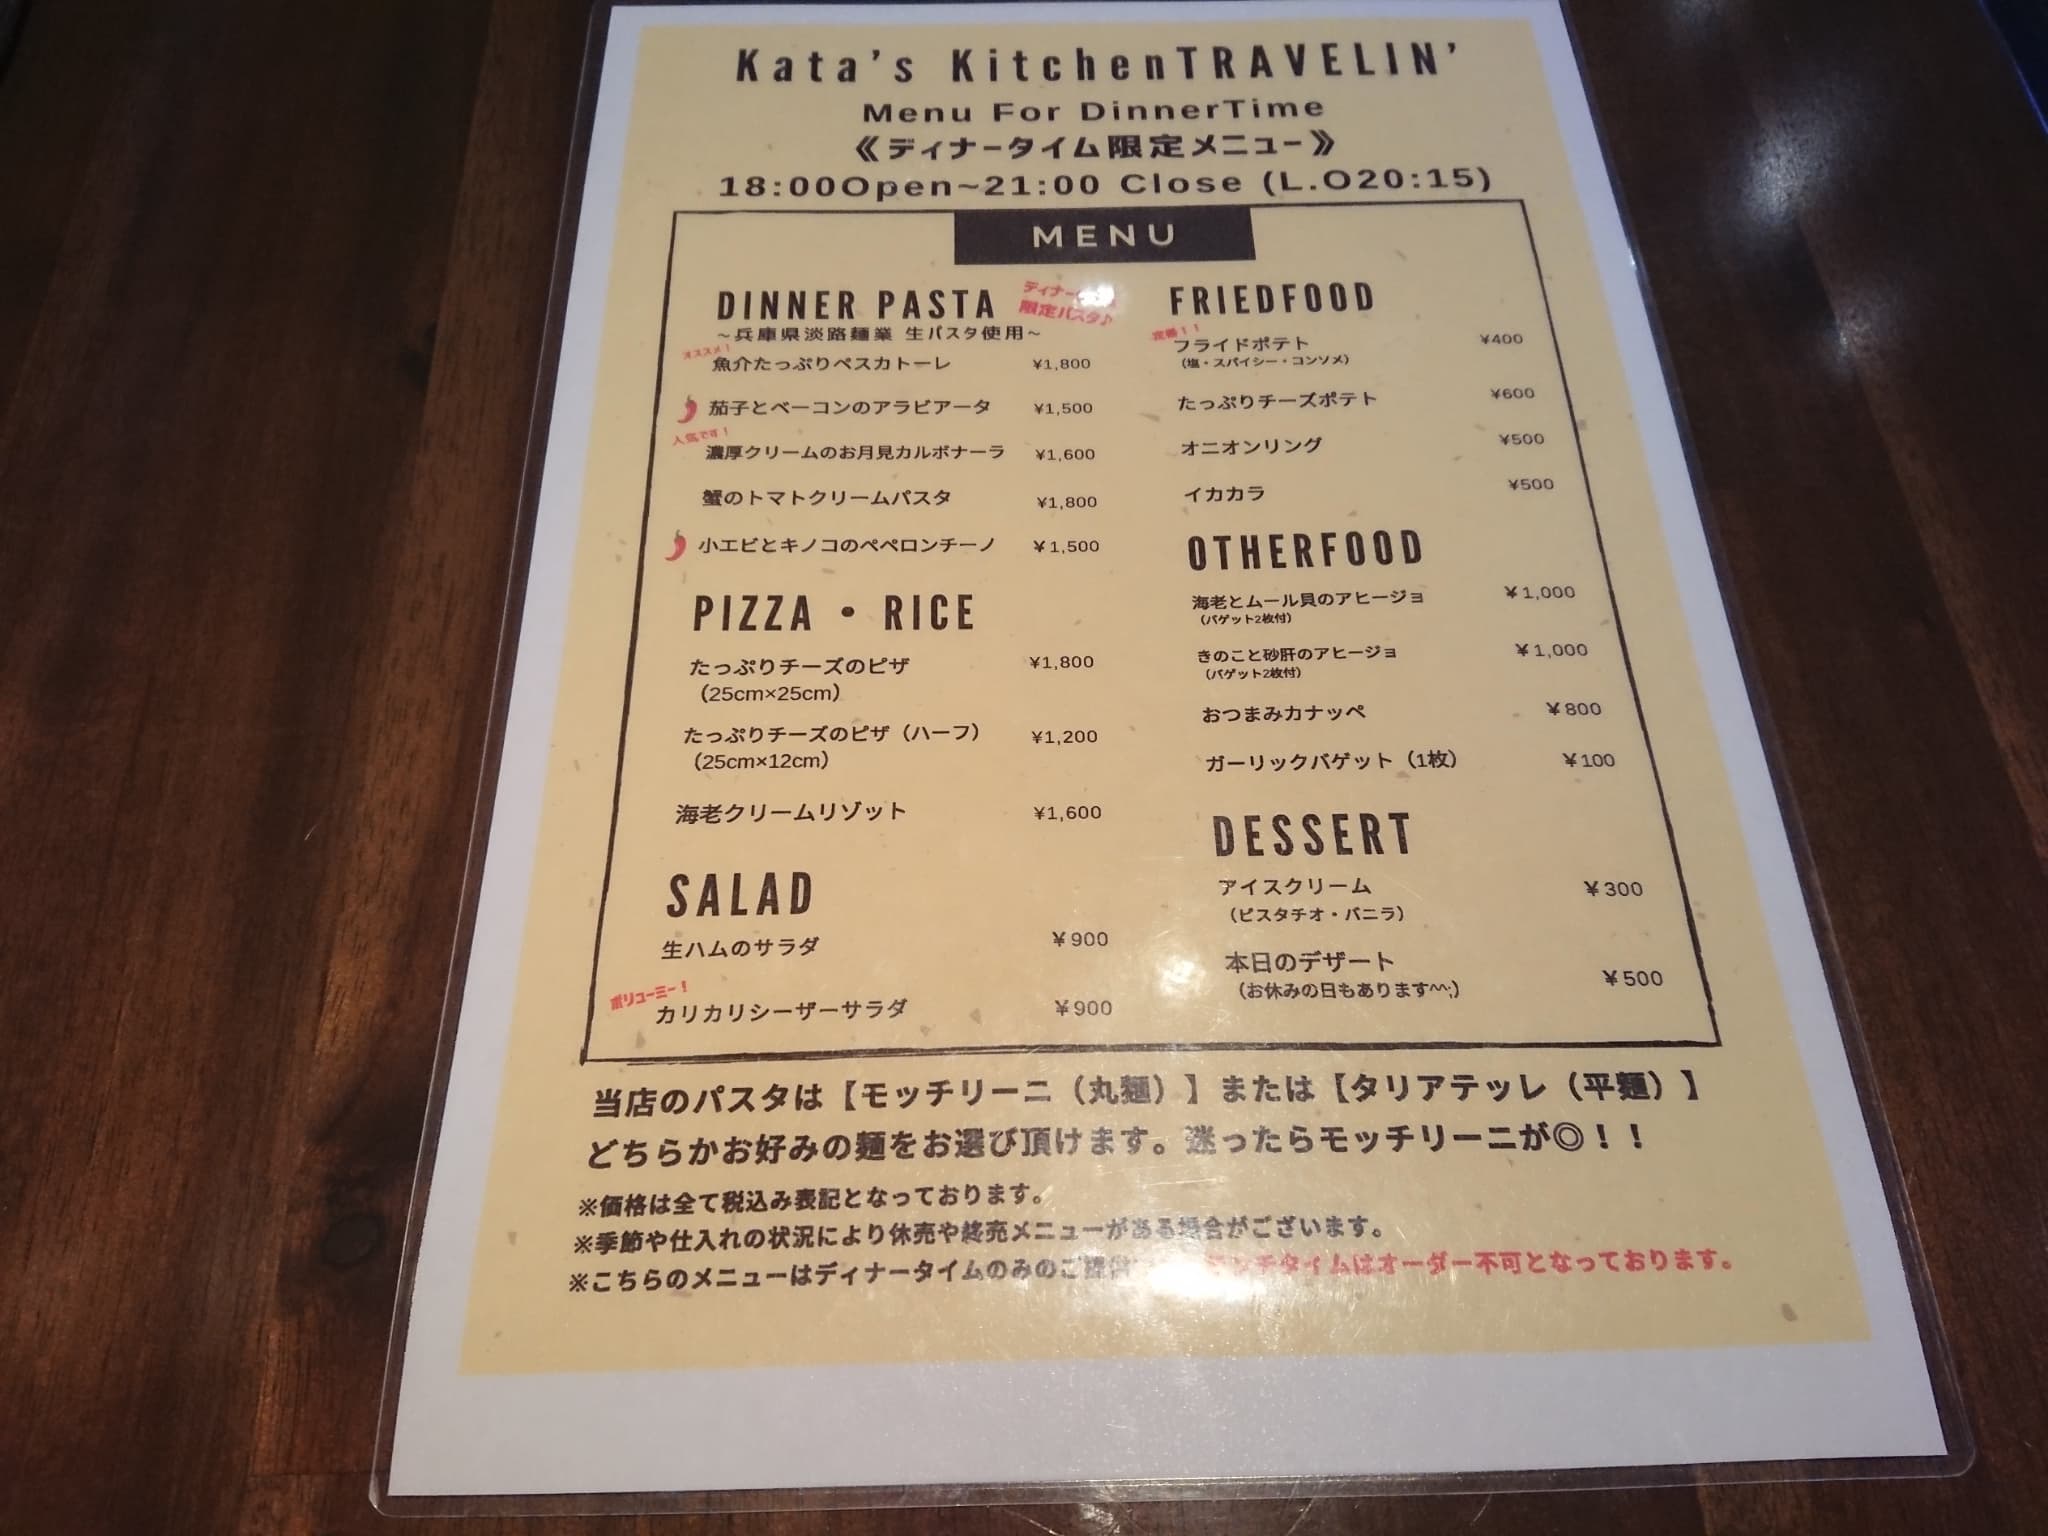 Kata's KitchenTRAVELIN'
Menu For DinnerTime
《ディナータイム限定メニュー》
18:00Open~21:00 Close (L.O20:15)
MENU
DINNER PASTA
ディナー
限定パスタ♪
~兵庫県淡路麺業 生パスタ使用~
オススメ！
魚介たっぷりペスカトーレ ¥1,800
茄子とベーコンのアラビアータ ¥1,500
人気です！
濃厚クリームのお月見カルボナーラ ¥1,600
蟹のトマトクリームパスタ ¥1,800
小エビとキノコのペペロンチーノ ¥1,500
PIZZA・RICE
たっぷりチーズのピザ ¥1,800
（25cm×25cm）
たっぷりチーズのピザ（ハーフ） ¥1,200
（25cm×12cm）
海老クリームリゾット ¥1,600
SALAD
生ハムのサラダ ¥900
ボリューミー！
カリカリシーザーサラダ ¥900
FRIEDFOOD
定番！！
フライドポテト ¥400
（塩・スパイシー・コンソメ）
たっぷりチーズポテト ¥600
オニオンリング ¥500
イカカラ ¥500
OTHERFOOD
海老とムール貝のアヒージョ ¥1,000
（バゲット2枚付）
きのこと砂肝のアヒージョ ¥1,000
（バゲット2枚付）
おつまみカナッペ ¥800
ガーリックバゲット（1枚） ¥100
DESSERT
アイスクリーム ¥300
（ピスタチオ・バニラ）
本日のデザート ¥500
（お休みの日もあります^^;）
当店のパスタは【モッチリーニ（丸麺）】または【タリアテッレ（平麺）】
どちらかお好みの麺をお選び頂けます。迷ったらモッチリーニが◎！！
※価格は全て税込み表記となっております。
※季節や仕入れの状況により休売や終売メニューがある場合がございます。
※こちらのメニューはディナータイムのみのご提供 ランチタイムはオーダー不可となっております。